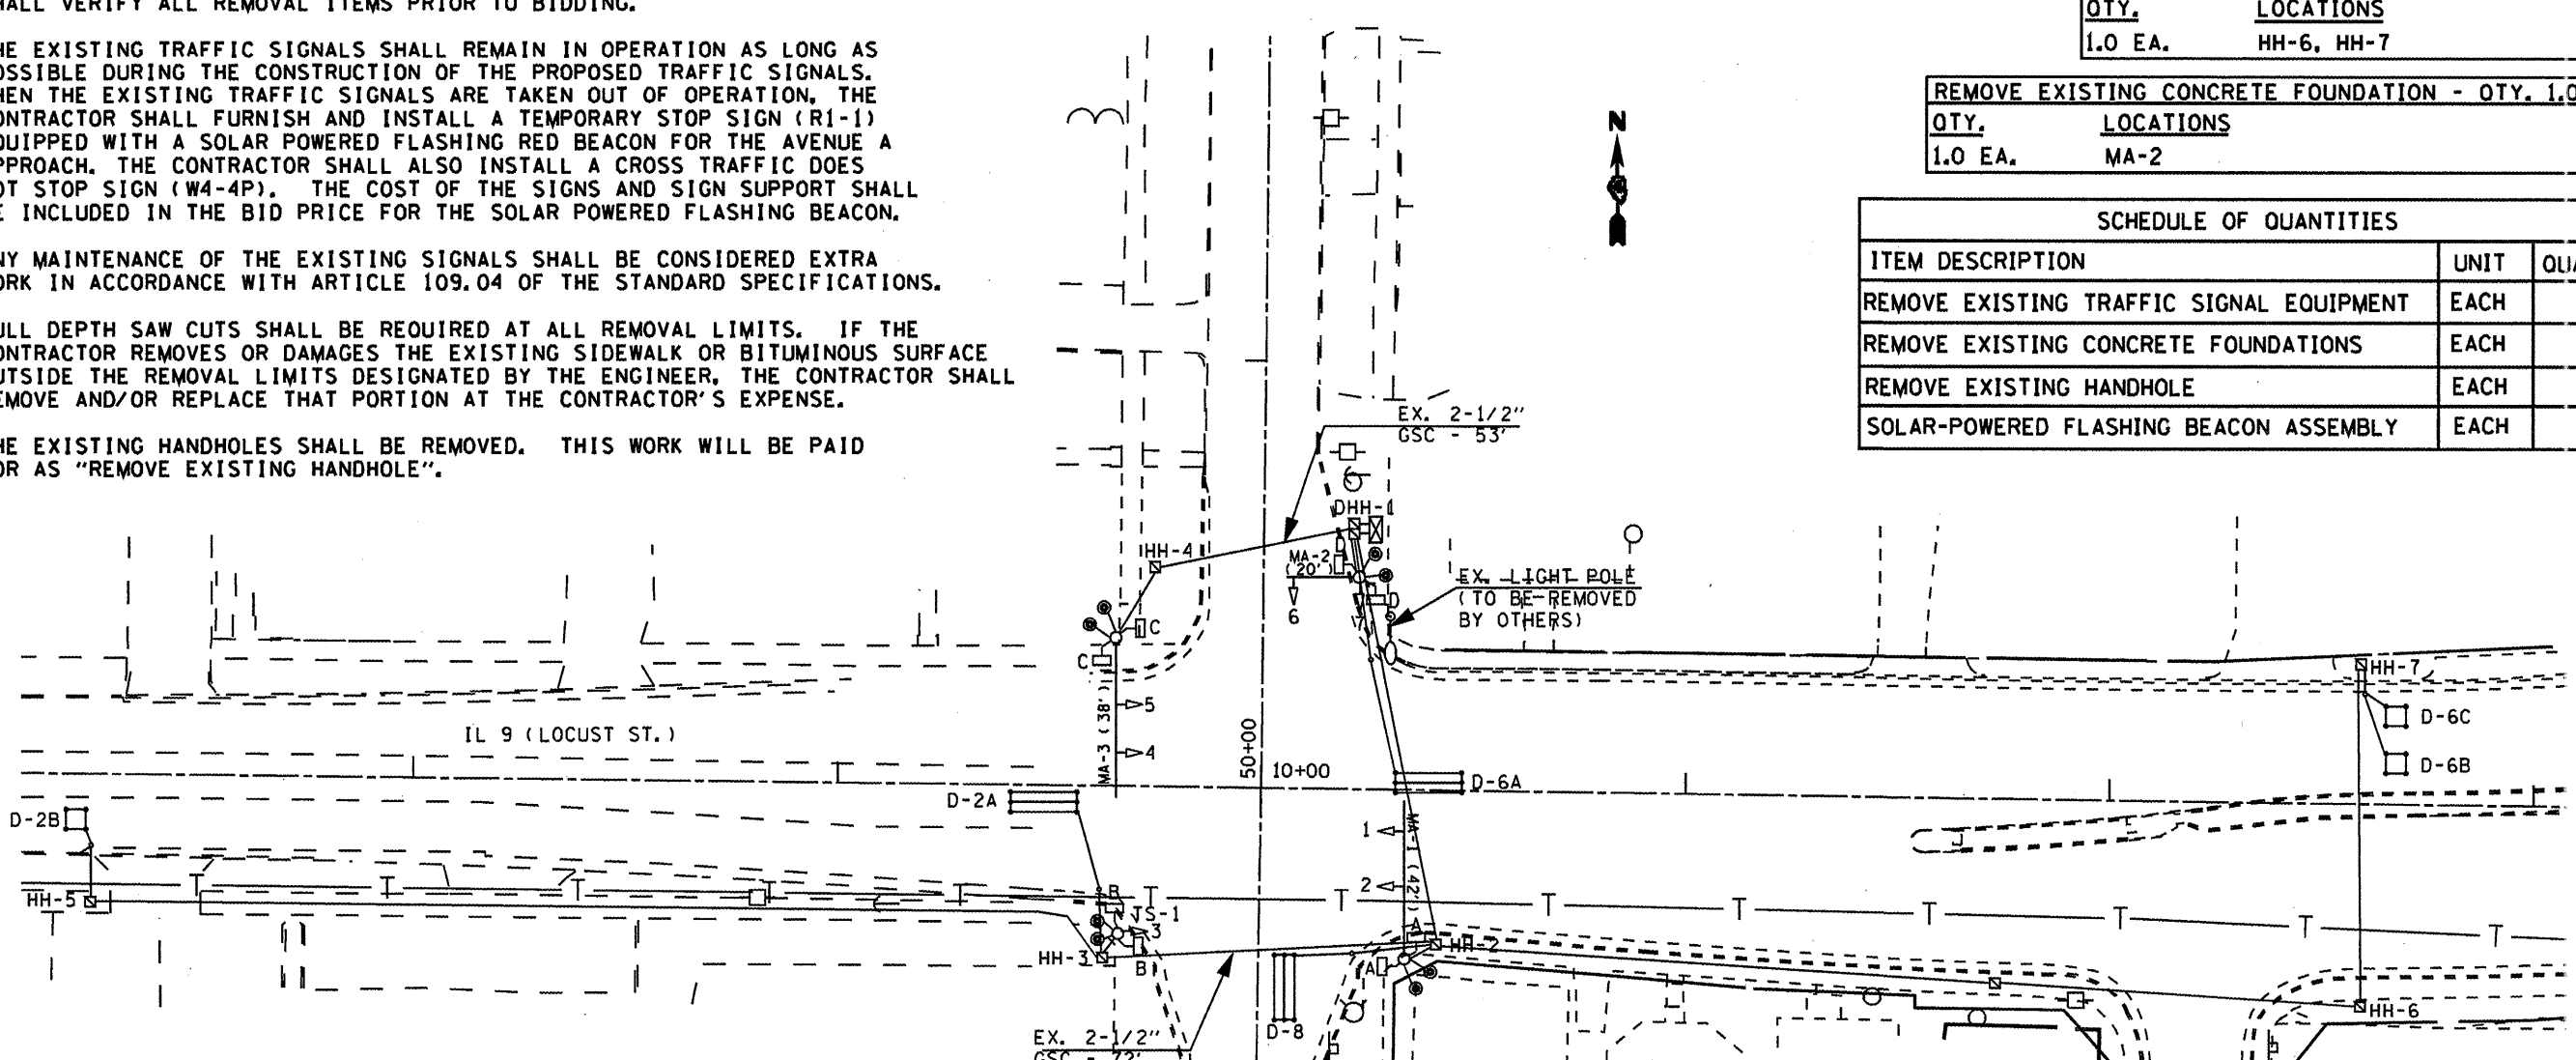 HALL VERIFY ALL REMOVAL ITEMS PRIOR TO BIDDING.
HE EXISTING TRAFFIC SIGNALS SHALL REMAIN IN OPERATION AS LONG AS
OSSIBLE DURING THE CONSTRUCTION OF THE PROPOSED TRAFFIC SIGNALS.
HEN THE EXISTING TRAFFIC SIGNALS ARE TAKEN OUT OF OPERATION, THE
ONTRACTOR SHALL FURNISH AND INSTALL A TEMPORARY STOP SIGN (R1-1)
QUIPPED WITH A SOLAR POWERED FLASHING RED BEACON FOR THE AVENUE A
PPROACH. THE CONTRACTOR SHALL ALSO INSTALL A CROSS TRAFFIC DOES
OT STOP SIGN (W4-4P). THE COST OF THE SIGNS AND SIGN SUPPORT SHALL
E INCLUDED IN THE BID PRICE FOR THE SOLAR POWERED FLASHING BEACON.
NY MAINTENANCE OF THE EXISTING SIGNALS SHALL BE CONSIDERED EXTRA
ORK IN ACCORDANCE WITH ARTICLE 109.04 OF THE STANDARD SPECIFICATIONS.
ULL DEPTH SAW CUTS SHALL BE REQUIRED AT ALL REMOVAL LIMITS. IF THE
ONTRACTOR REMOVES OR DAMAGES THE EXISTING SIDEWALK OR BITUMINOUS SURFACE
UTSIDE THE REMOVAL LIMITS DESIGNATED BY THE ENGINEER, THE CONTRACTOR SHALL
EMOVE AND/OR REPLACE THAT PORTION AT THE CONTRACTOR'S EXPENSE.
HE EXISTING HANDHOLES SHALL BE REMOVED. THIS WORK WILL BE PAID
OR AS "REMOVE EXISTING HANDHOLE".
QTY. LOCATIONS
1.0 EA. HH-6, HH-7
REMOVE EXISTING CONCRETE FOUNDATION - QTY. 1.0
QTY. LOCATIONS
1.0 EA. MA-2
SCHEDULE OF QUANTITIES
ITEM DESCRIPTION UNIT QUA
REMOVE EXISTING TRAFFIC SIGNAL EQUIPMENT EACH
REMOVE EXISTING CONCRETE FOUNDATIONS EACH
REMOVE EXISTING HANDHOLE EACH
SOLAR-POWERED FLASHING BEACON ASSEMBLY EACH
N
EX. 2-1/2"
GSC - 53'
DHH-1
HH-4
D
MA-2
(20')
6
D
EX. LIGHT POLE
(TO BE REMOVED
BY OTHERS)
C
C
MA-3 (38')
5
4
HH-7
D-6C
D-6B
IL 9 (LOCUST ST.)
50+00
10+00
D-2A
D-6A
D-2B
MA-1 (42')
1
2
HH-5
B
TS-1
3
HH-3
B
A
HH-2
A
D-8
HH-6
EX. 2-1/2"
GSC - 72'